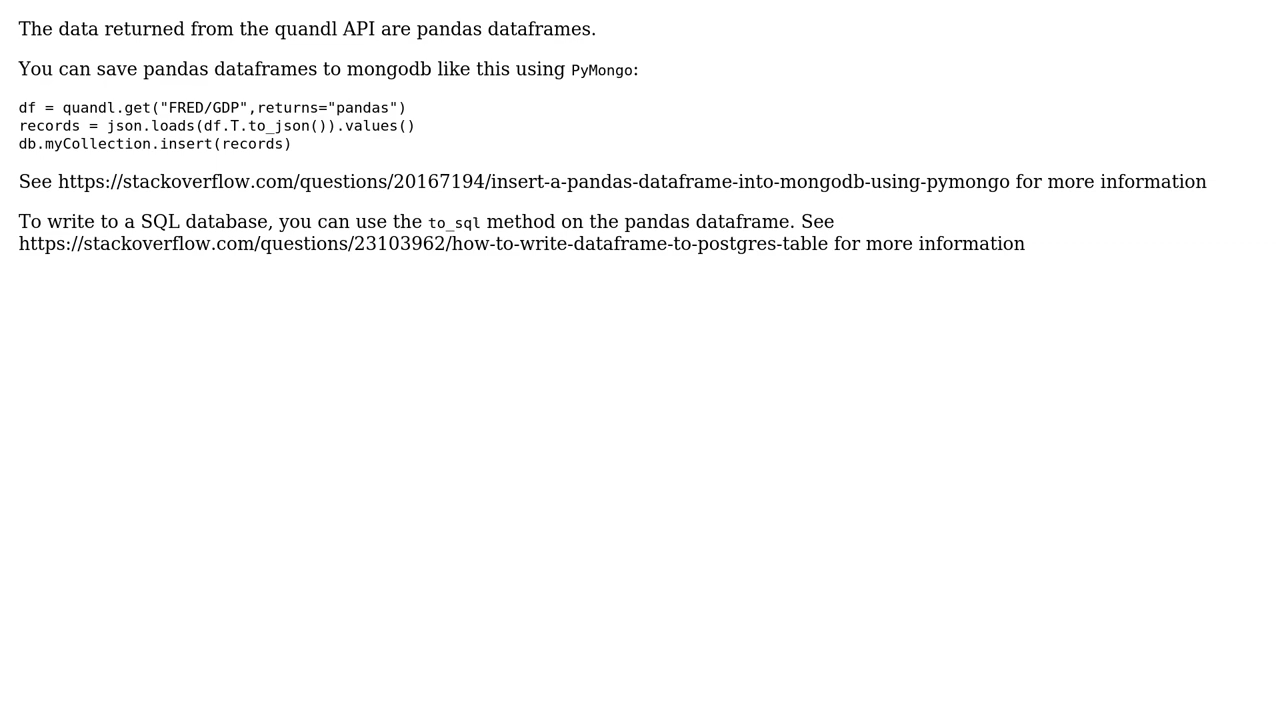 The data returned from the quandl API are pandas dataframes.
You can save pandas dataframes to mongodb like this using PyMongo:
df = quandl.get("FRED/GDP",returns="pandas")
records = json.loads(df.T.to_json()).values()
db.myCollection.insert(records)
See https://stackoverflow.com/questions/20167194/insert-a-pandas-dataframe-into-mongodb-using-pymongo for more information
To write to a SQL database, you can use the to_sql method on the pandas dataframe. See
https://stackoverflow.com/questions/23103962/how-to-write-dataframe-to-postgres-table for more information